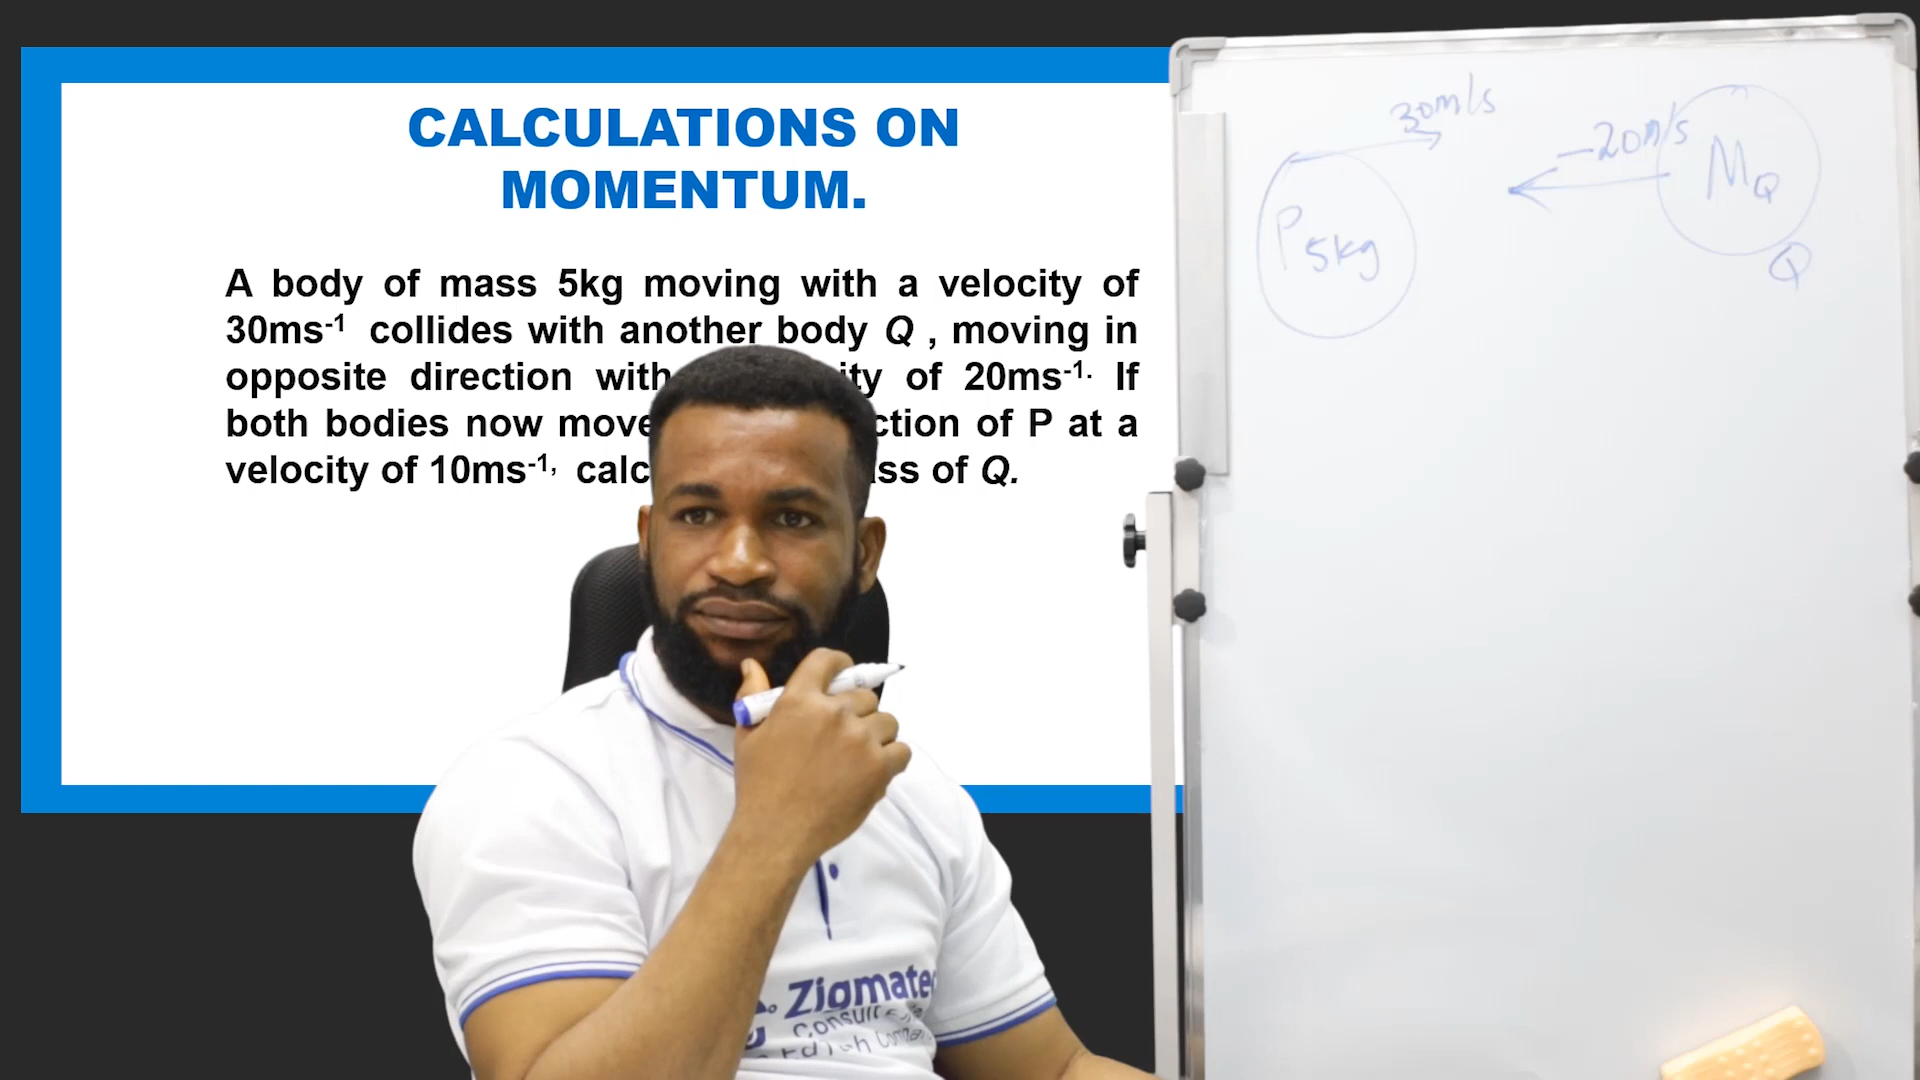 CALCULATIONS ON
MOMENTUM.
A body of mass 5kg moving with a velocity of
30ms-1 collides with another body Q , moving in
opposite direction with ity of 20ms-1. If
both bodies now move ction of P at a
velocity of 10ms-1, calc ss of Q.
30m/s
-20m/s
MQ
P 5kg
Q
Zigmatec
Consult